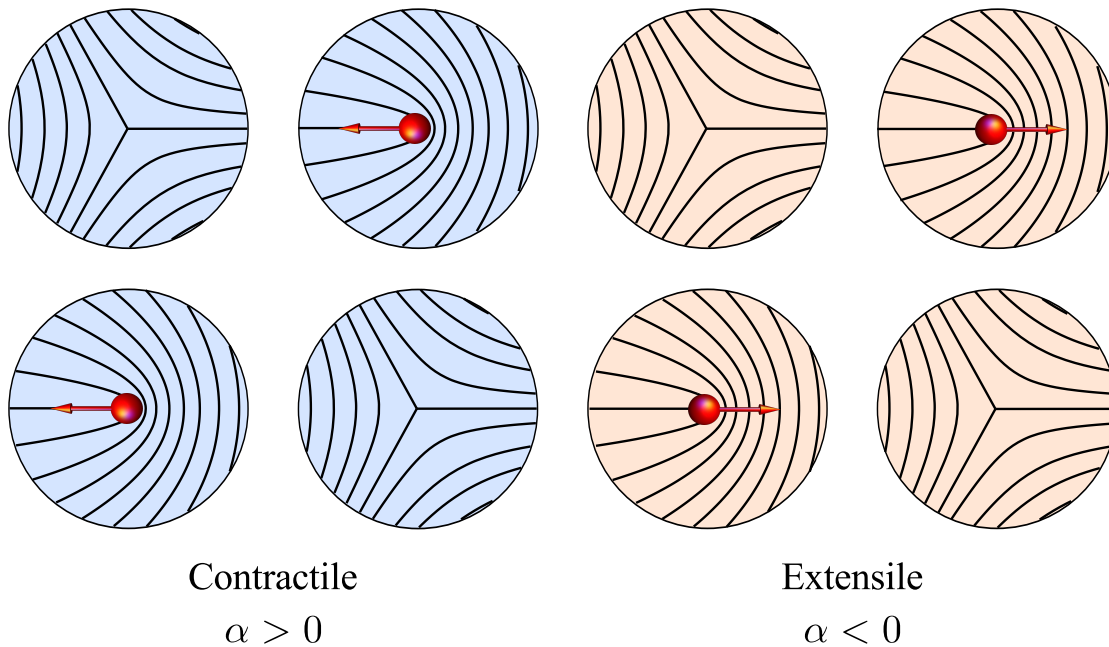 Contractile
α > 0
Extensile
α < 0